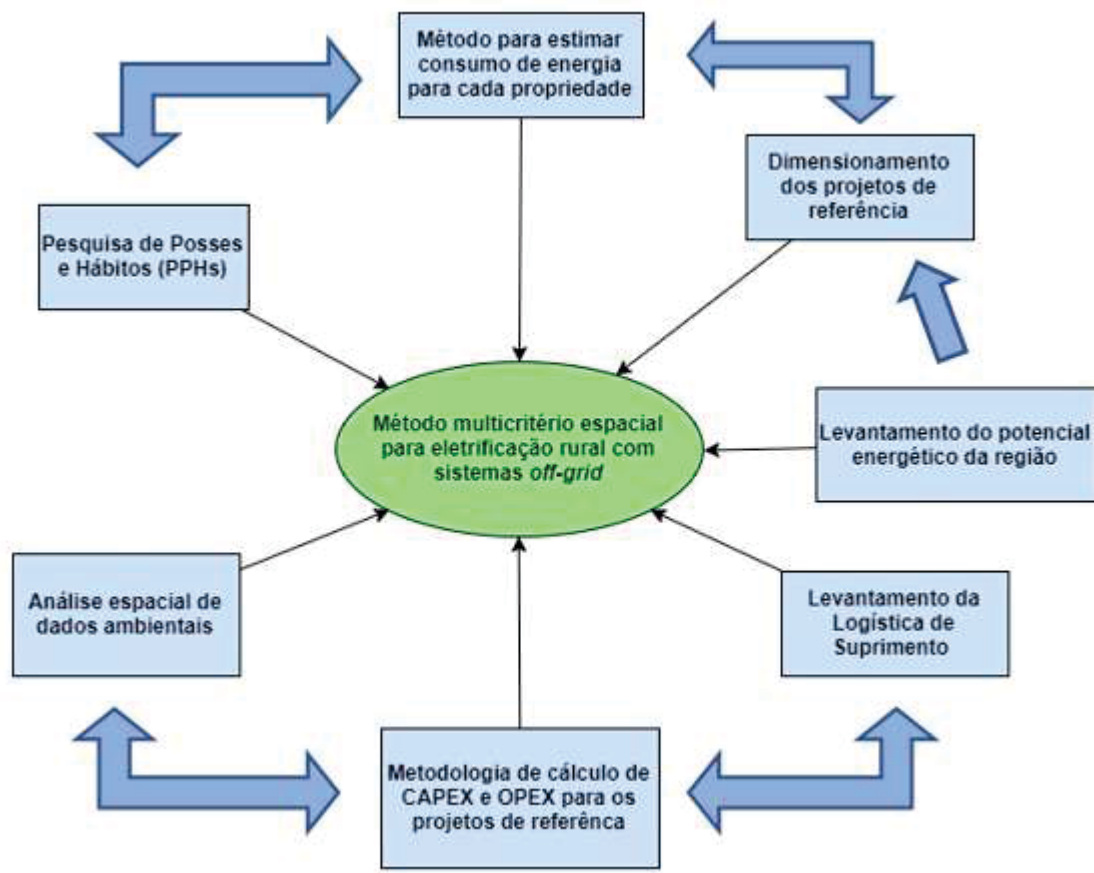 Método para estimar
consumo de energia
para cada propriedade
Dimensionamento
dos projetos de
referência
Pesquisa de Posses
e Hábitos (PPHs)
Método multicritério espacial
para eletrificação rural com
sistemas off-grid
Levantamento do potencial
energético da região
Análise espacial de
dados ambientais
Levantamento da
Logística de
Suprimento
Metodologia de cálculo de
CAPEX e OPEX para os
projetos de referênca